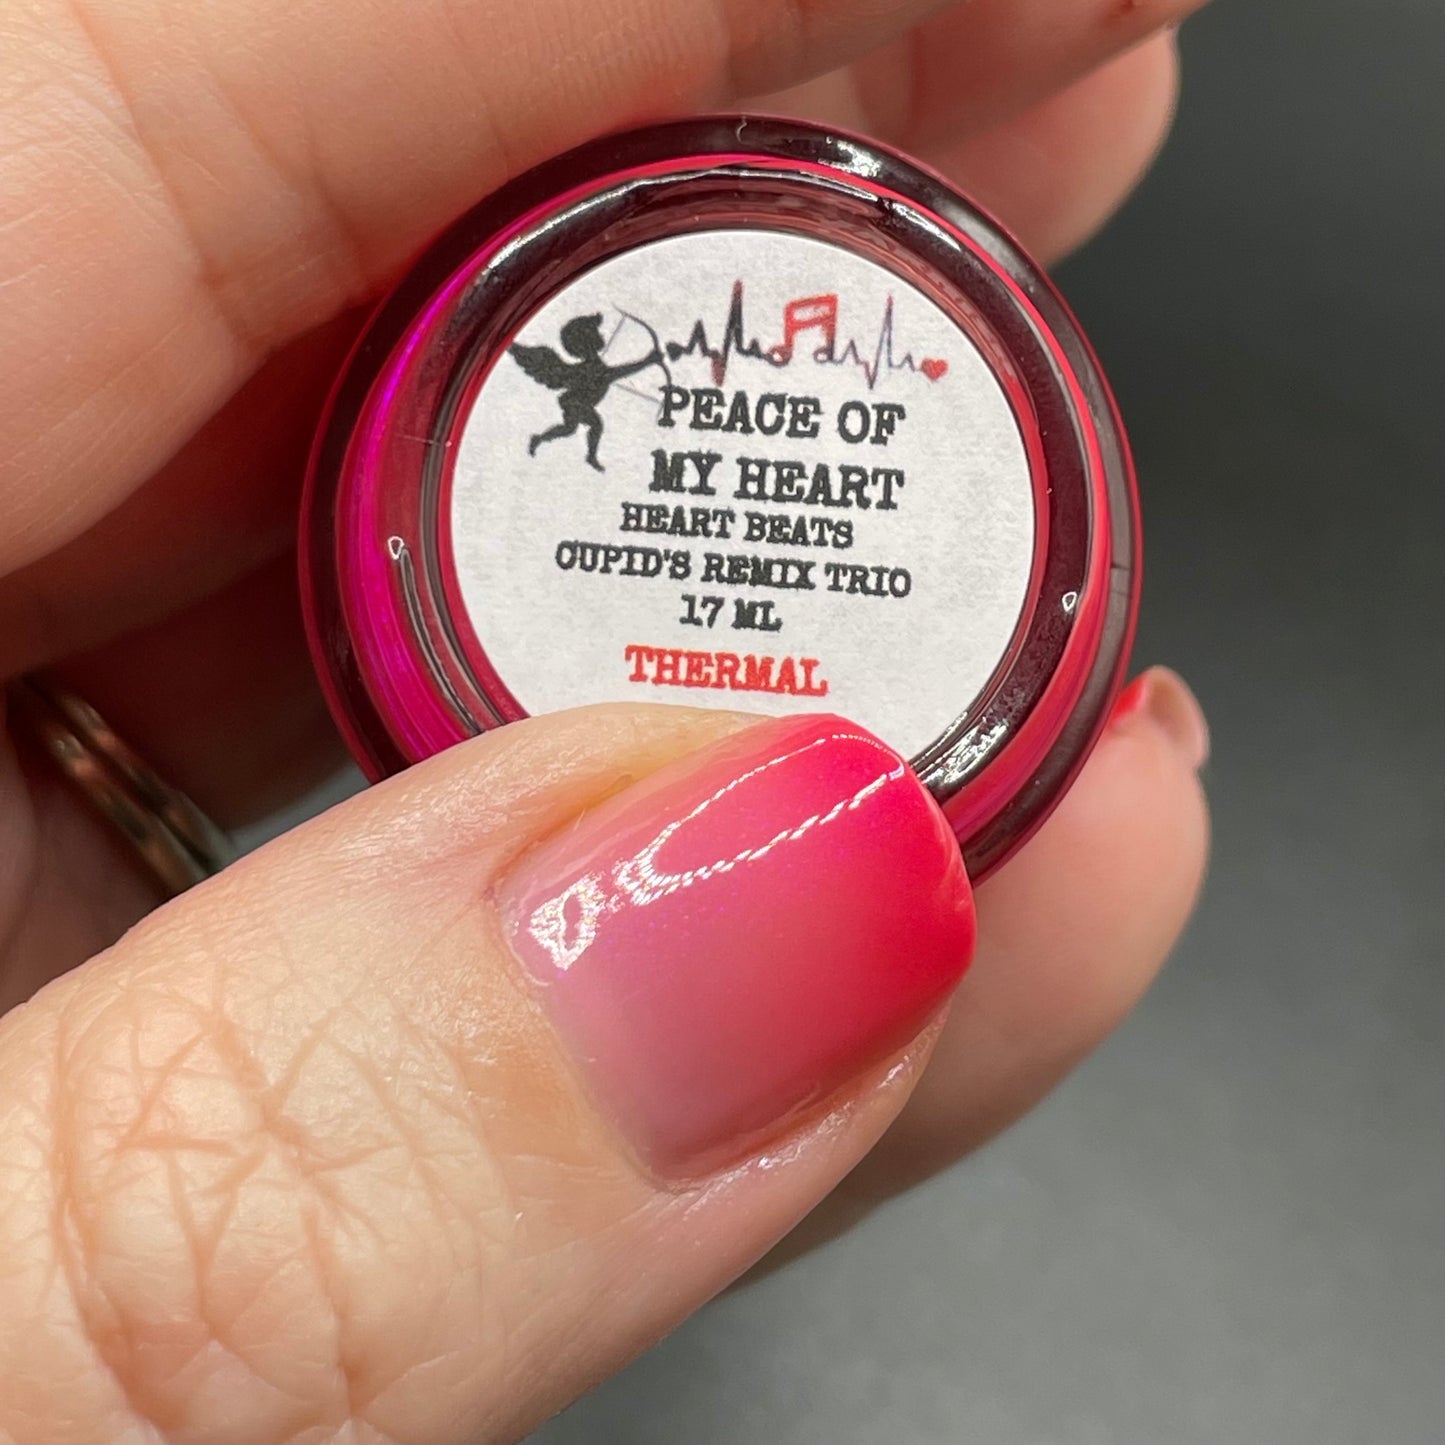 PEACE OF
MY HEART
HEART BEATS
CUPID'S REMIX TRIO
17 ML
THERMAL